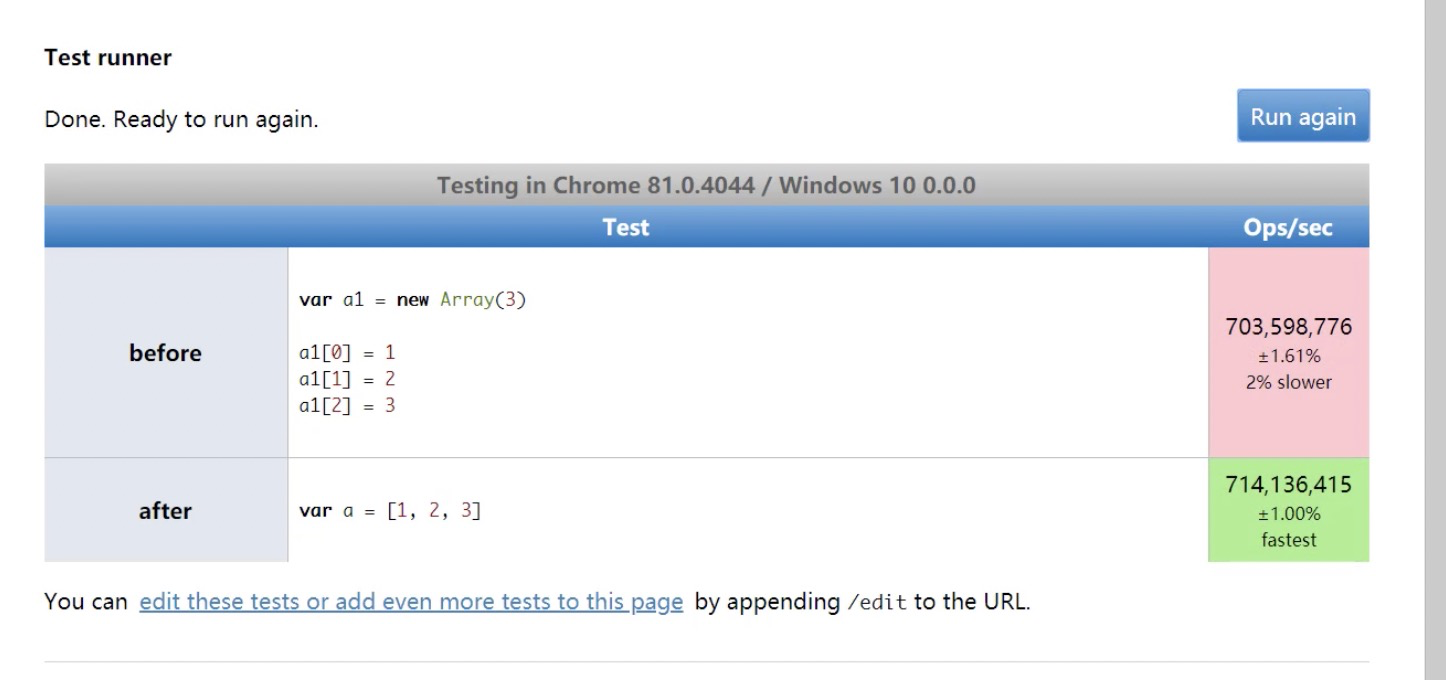 Test runner
Done. Ready to run again.
Run again
Testing in Chrome 81.0.4044 / Windows 10 0.0.0
Test
Ops/sec
before
var a1 = new Array(3)
a1[0] = 1
a1[1] = 2
a1[2] = 3
703,598,776
±1.61%
2% slower
after
var a = [1, 2, 3]
714,136,415
±1.00%
fastest
You can edit these tests or add even more tests to this page by appending /edit to the URL.